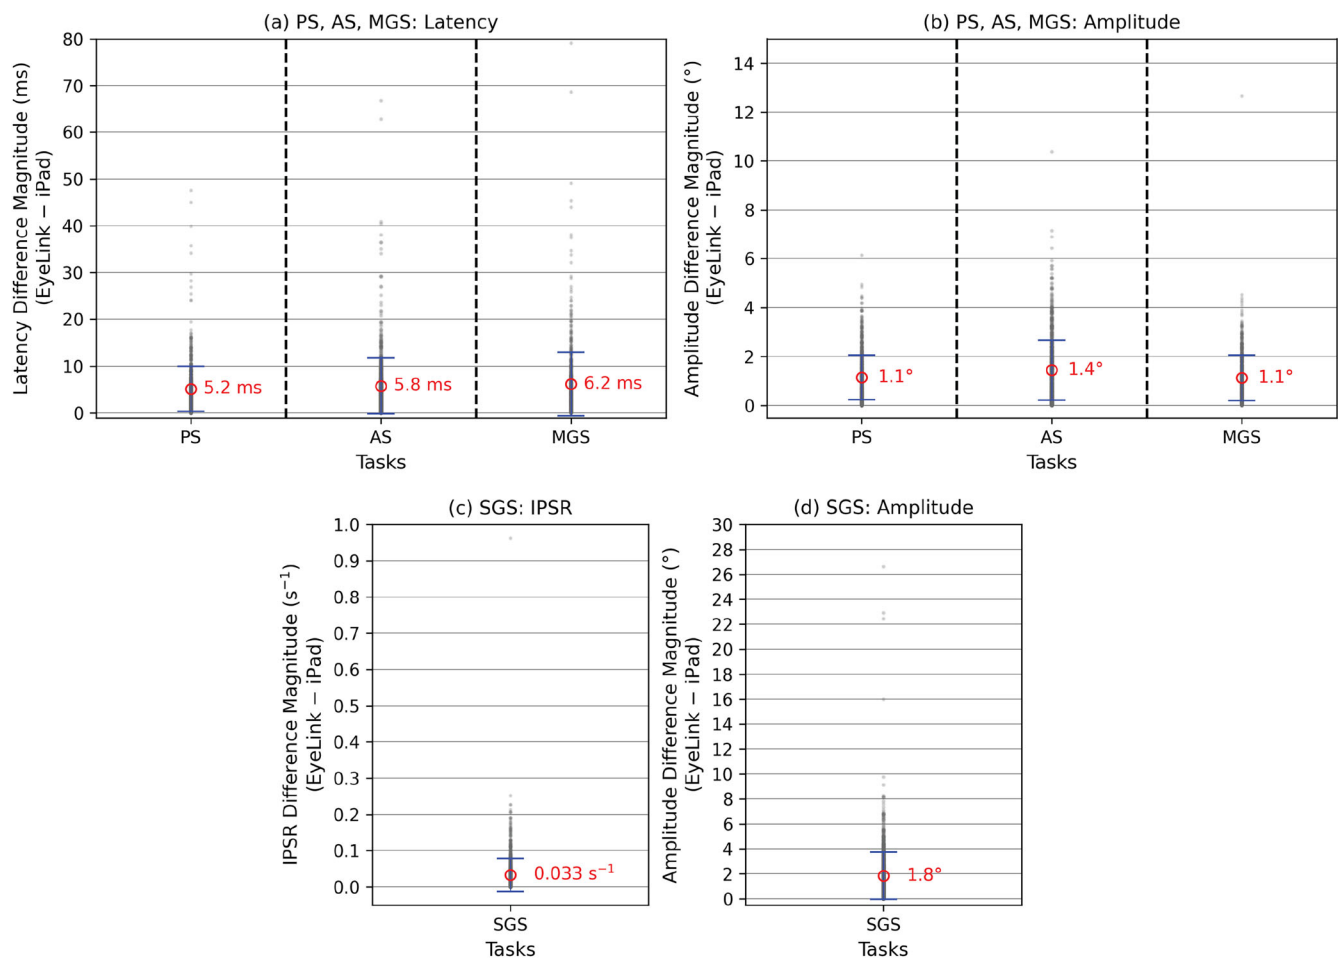 (a) PS, AS, MGS: Latency
Latency Difference Magnitude (ms)
(EyeLink − iPad)
80
70
60
50
40
30
20
10
0
5.2 ms
5.8 ms
6.2 ms
PS
AS
MGS
Tasks
(b) PS, AS, MGS: Amplitude
Amplitude Difference Magnitude (°)
(EyeLink − iPad)
14
12
10
8
6
4
2
0
1.1°
1.4°
1.1°
PS
AS
MGS
Tasks
(c) SGS: IPSR
IPSR Difference Magnitude (s⁻¹)
(EyeLink − iPad)
1.0
0.9
0.8
0.7
0.6
0.5
0.4
0.3
0.2
0.1
0.0
0.033 s⁻¹
SGS
Tasks
(d) SGS: Amplitude
Amplitude Difference Magnitude (°)
(EyeLink − iPad)
30
28
26
24
22
20
18
16
14
12
10
8
6
4
2
0
1.8°
SGS
Tasks